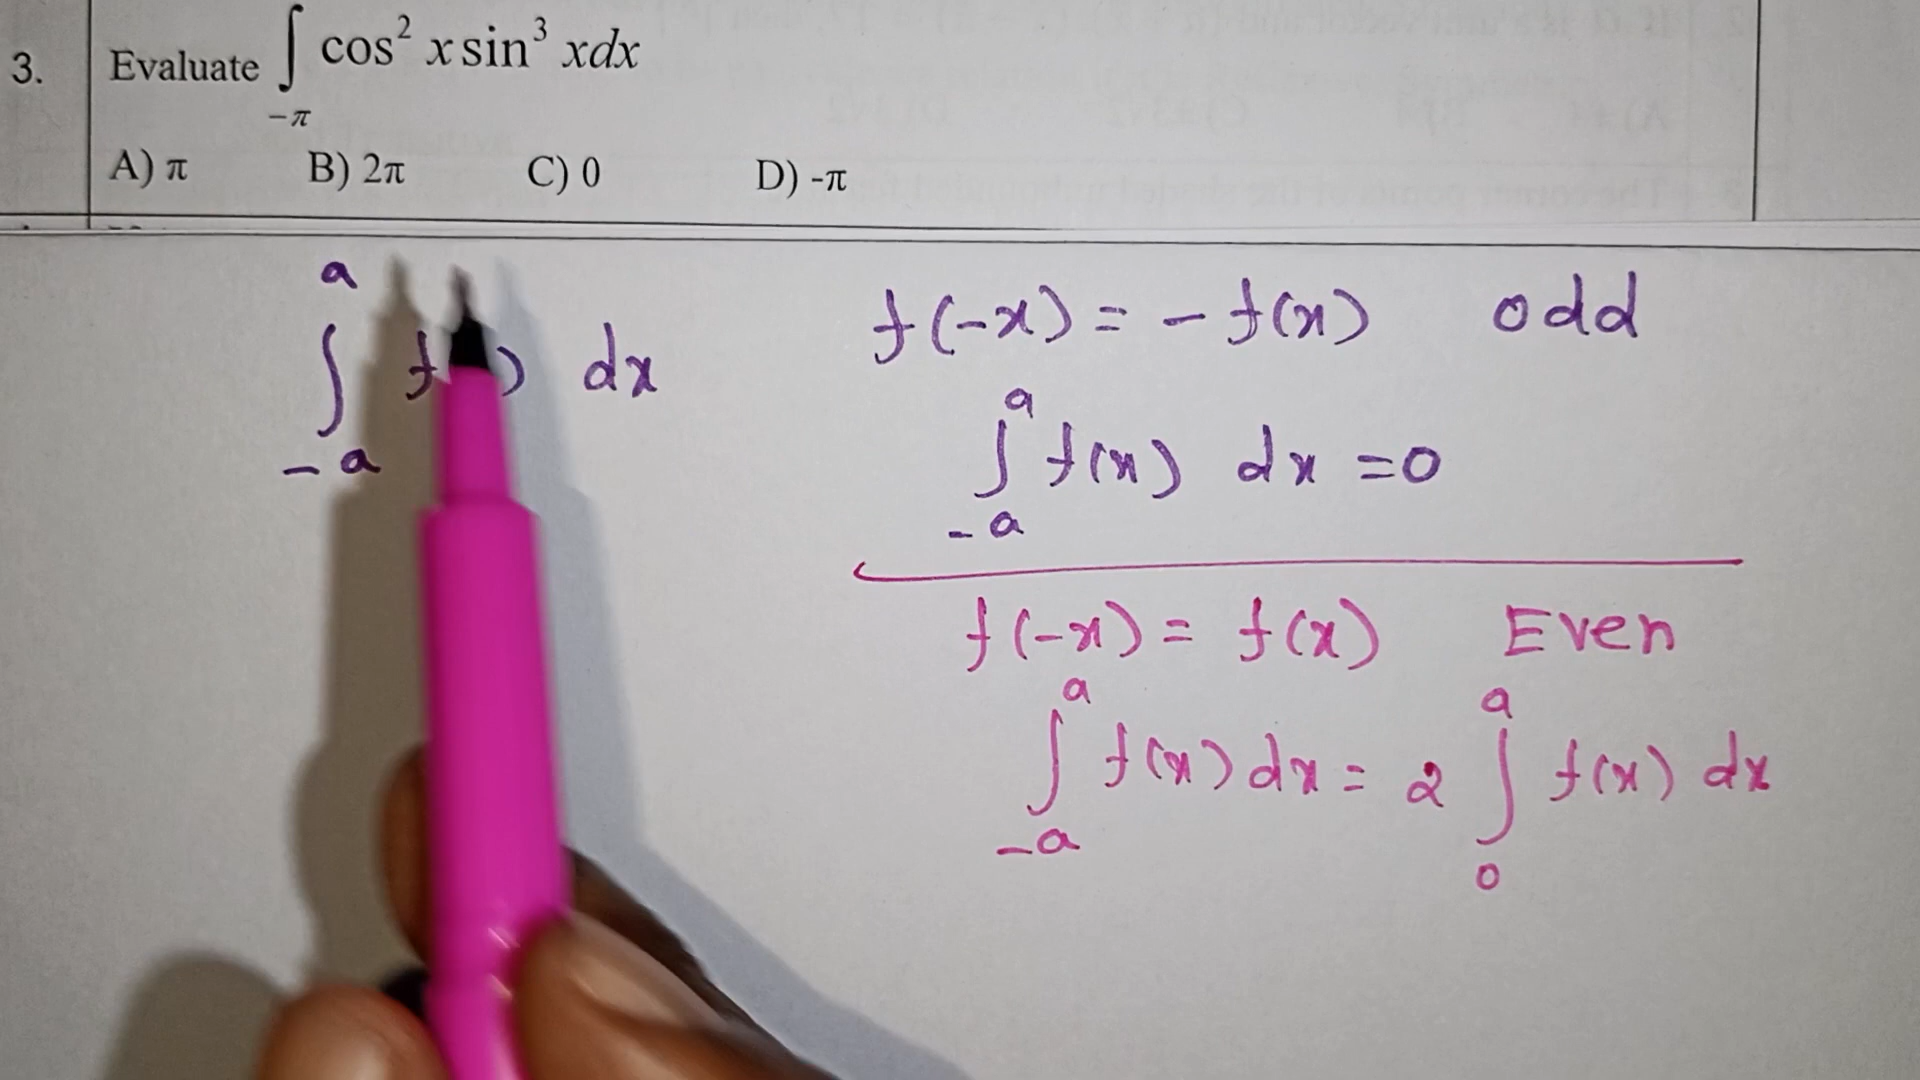 3. Evaluate ∫ cos² x sin³ xdx
−π
A) π B) 2π C) 0 D) -π
a
∫ f( ) dx
−a
f(−x) = − f(x) odd
a
∫ f(x) dx = 0
−a
f(−x) = f(x) Even
a a
∫ f(x) dx = 2 ∫ f(x) dx
−a 0